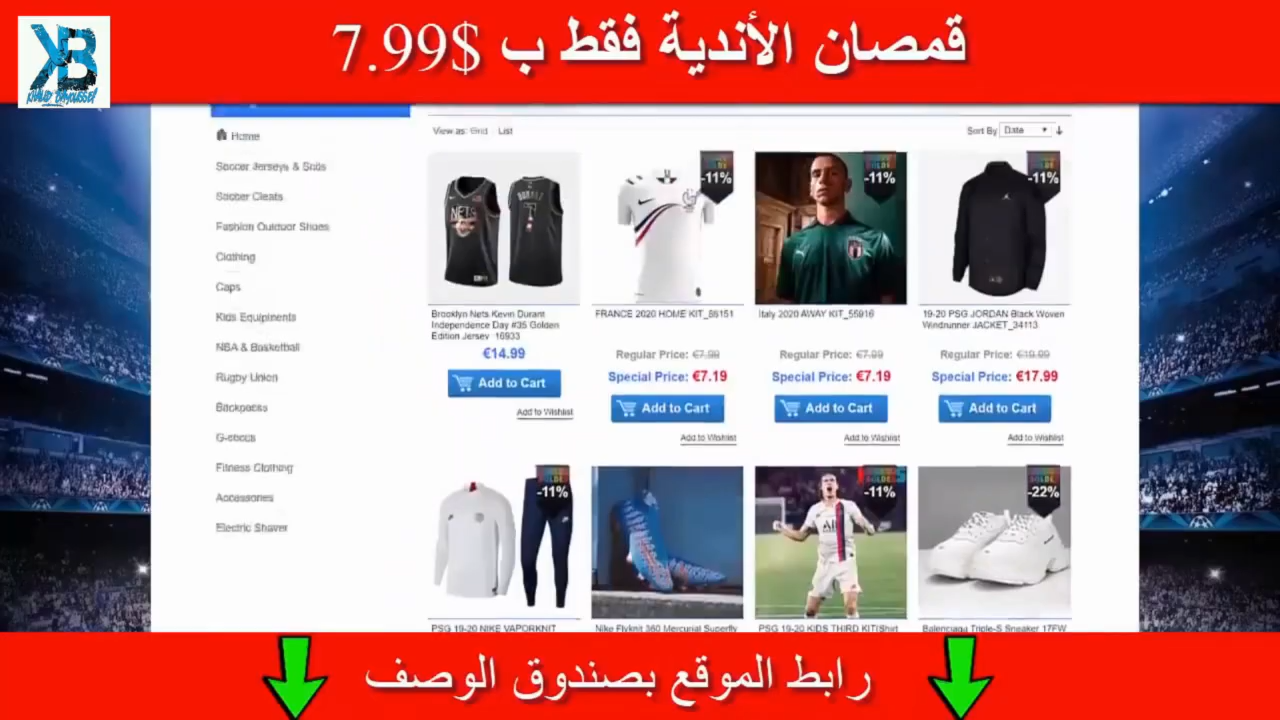 قمصان الأندية فقط ب $7.99
KB
View as: Grid List
Sort By Date
Home
Soccer Jerseys & Suits
Soccer Cleats
Fashion Outdoor Shoes
Clothing
Caps
Kids Equipments
NBA & Basketball
Rugby Union
Backpacks
G-shock
Fitness Clothing
Accessories
Electric Shaver
-11%
-11%
-11%
NETS
Brooklyn Nets Kevin Durant
Independence Day #35 Golden
Edition Jersey_16933
€14.99
Add to Cart
Add to Wishlist
FRANCE 2020 HOME KIT_86151
Regular Price: €7.99
Special Price: €7.19
Add to Cart
Add to Wishlist
Italy 2020 AWAY KIT_55916
Regular Price: €7.99
Special Price: €7.19
Add to Cart
Add to Wishlist
19-20 PSG JORDAN Black Woven
Windrunner JACKET_34113
Regular Price: €19.99
Special Price: €17.99
Add to Cart
Add to Wishlist
-11%
-11%
-22%
PSG 19-20 NIKE VAPORKNIT
Nike Flyknit 360 Mercurial Superfly
PSG 19-20 KIDS THIRD KIT(Shirt
Balenciaga Triple-S Sneaker 17FW
رابط الموقع بصندوق الوصف